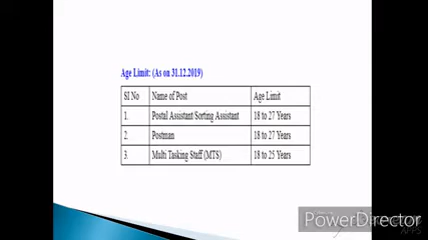 Age Limit: (As on 31.12.2019)
SI No Name of Post Age Limit
1. Postal Assistant/Sorting Assistant 18 to 27 Years
2. Postman 18 to 27 Years
3. Multi Tasking Staff (MTS) 18 to 25 Years
PowerDirector